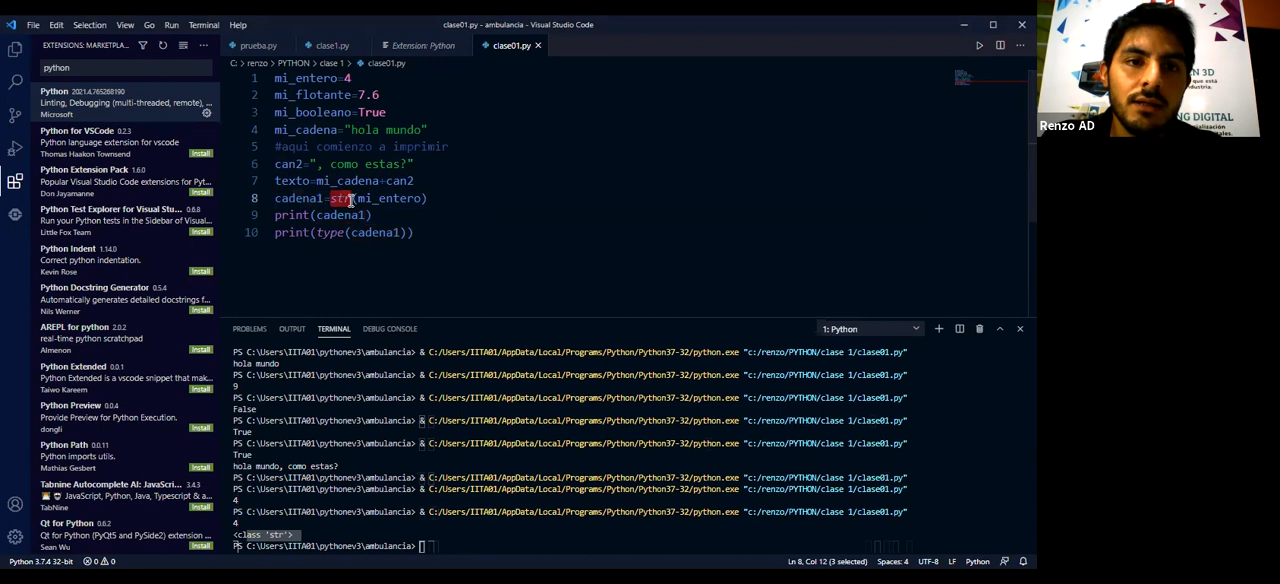 File Edit Selection View Go Run Terminal Help
clase01.py - ambulancia - Visual Studio Code
EXTENSIONS: MARKETPLA...
python
Python 2021.4.765268190
Linting, Debugging (multi-threaded, remote), ...
Microsoft
Python for VSCode 0.2.3
Python language extension for vscode
Thomas Haakon Townsend Install
Python Extension Pack 1.6.0
Popular Visual Studio Code extensions for Pyt...
Don Jayamanne Install
Python Test Explorer for Visual Stu... 0.6.8
Run your Python tests in the Sidebar of Visual...
Little Fox Team Install
Python Indent 1.14.0
Correct python indentation.
Kevin Rose Install
Python Docstring Generator 0.5.4
Automatically generates detailed docstrings f...
Nils Werner Install
AREPL for python 2.0.2
real-time python scratchpad
Almenon Install
Python Extended 0.0.1
Python Extended is a vscode snippet that mak...
Taiwo Kareem Install
Python Preview 0.0.4
Provide Preview for Python Execution.
dongli Install
Python Path 0.0.11
Python imports utils.
Mathias Gesbert Install
Tabnine Autocomplete AI: JavaScri... 3.4.3
JavaScript, Python, Java, Typescript & a...
TabNine Install
Qt for Python 0.6.2
Qt for Python (PyQt5 and PySide2) extension ...
Sean Wu Install
prueba.py clase1.py Extension: Python clase01.py
C: > renzo > PYTHON > clase 1 > clase01.py
1 mi_entero=4
2 mi_flotante=7.6
3 mi_booleano=True
4 mi_cadena="hola mundo"
5 #aqui comienzo a imprimir
6 can2=", como estas?"
7 texto=mi_cadena+can2
8 cadena1=str(mi_entero)
9 print(cadena1)
10 print(type(cadena1))
PROBLEMS OUTPUT TERMINAL DEBUG CONSOLE
1: Python
PS C:\Users\IITA01\pythonev3\ambulancia> & C:/Users/IITA01/AppData/Local/Programs/Python/Python37-32/python.exe "c:/renzo/PYTHON/clase 1/clase01.py"
hola mundo
PS C:\Users\IITA01\pythonev3\ambulancia> & C:/Users/IITA01/AppData/Local/Programs/Python/Python37-32/python.exe "c:/renzo/PYTHON/clase 1/clase01.py"
9
PS C:\Users\IITA01\pythonev3\ambulancia> & C:/Users/IITA01/AppData/Local/Programs/Python/Python37-32/python.exe "c:/renzo/PYTHON/clase 1/clase01.py"
False
PS C:\Users\IITA01\pythonev3\ambulancia> & C:/Users/IITA01/AppData/Local/Programs/Python/Python37-32/python.exe "c:/renzo/PYTHON/clase 1/clase01.py"
True
PS C:\Users\IITA01\pythonev3\ambulancia> & C:/Users/IITA01/AppData/Local/Programs/Python/Python37-32/python.exe "c:/renzo/PYTHON/clase 1/clase01.py"
True
hola mundo, como estas?
PS C:\Users\IITA01\pythonev3\ambulancia> & C:/Users/IITA01/AppData/Local/Programs/Python/Python37-32/python.exe "c:/renzo/PYTHON/clase 1/clase01.py"
PS C:\Users\IITA01\pythonev3\ambulancia> & C:/Users/IITA01/AppData/Local/Programs/Python/Python37-32/python.exe "c:/renzo/PYTHON/clase 1/clase01.py"
4
PS C:\Users\IITA01\pythonev3\ambulancia> & C:/Users/IITA01/AppData/Local/Programs/Python/Python37-32/python.exe "c:/renzo/PYTHON/clase 1/clase01.py"
4
<class 'str'>
PS C:\Users\IITA01\pythonev3\ambulancia>
Python 3.7.4 32-bit 0 0
Ln 8, Col 12 (3 selected) Spaces: 4 UTF-8 LF Python
Renzo AD
EN 3D
NG DIGITAL